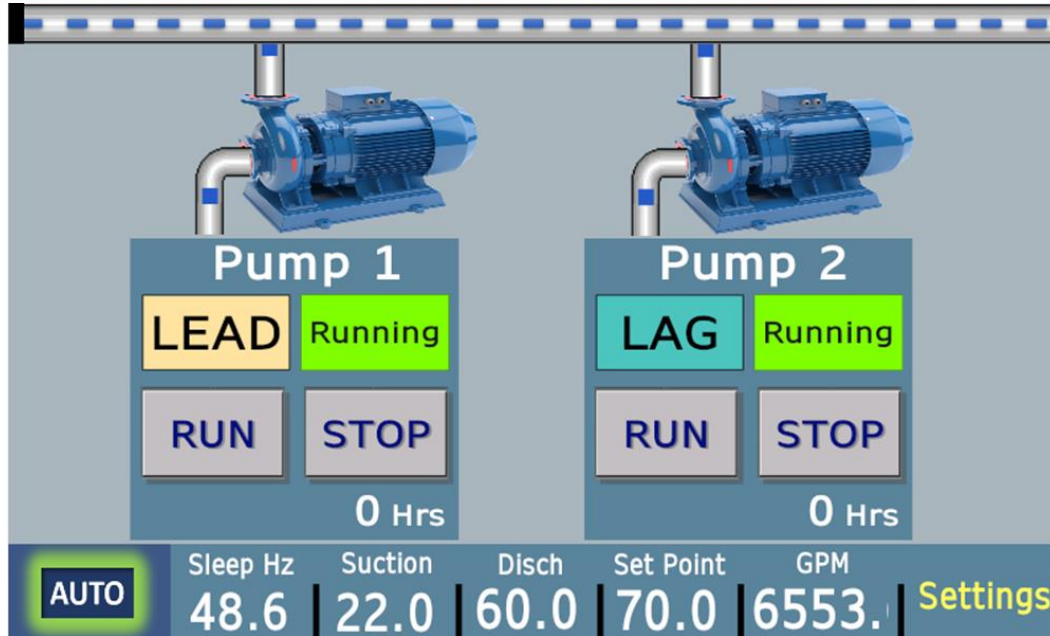 Pump 1
LEAD Running
RUN STOP
0 Hrs
Pump 2
LAG Running
RUN STOP
0 Hrs
AUTO
Sleep Hz
48.6
Suction
22.0
Disch
60.0
Set Point
70.0
GPM
6553.
Settings